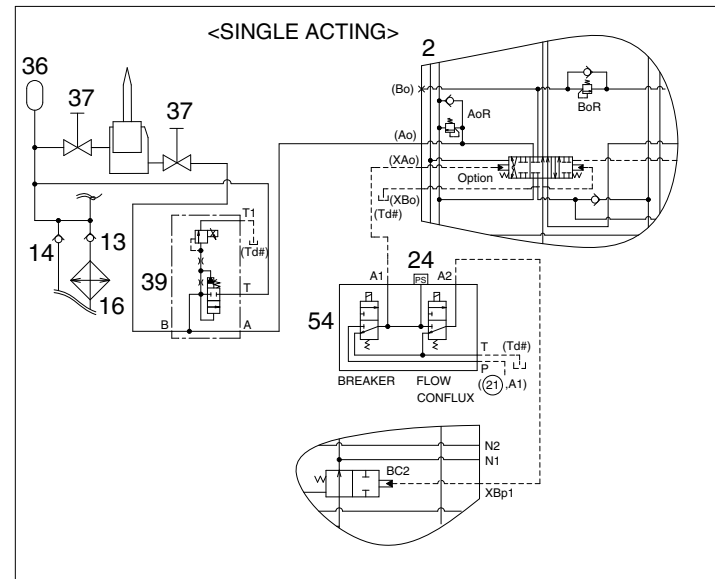 <SINGLE ACTING>
2
36
37
37
(Bo)
AoR
BoR
(Ao)
(XAo)
Option
(XBo)
(Td#)
T1
(Td#)
14
13
16
39
T
B
A
A1
24
A2
PS
54
T
(Td#)
P
(21,A1)
BREAKER
FLOW
CONFLUX
N2
N1
BC2
XBp1